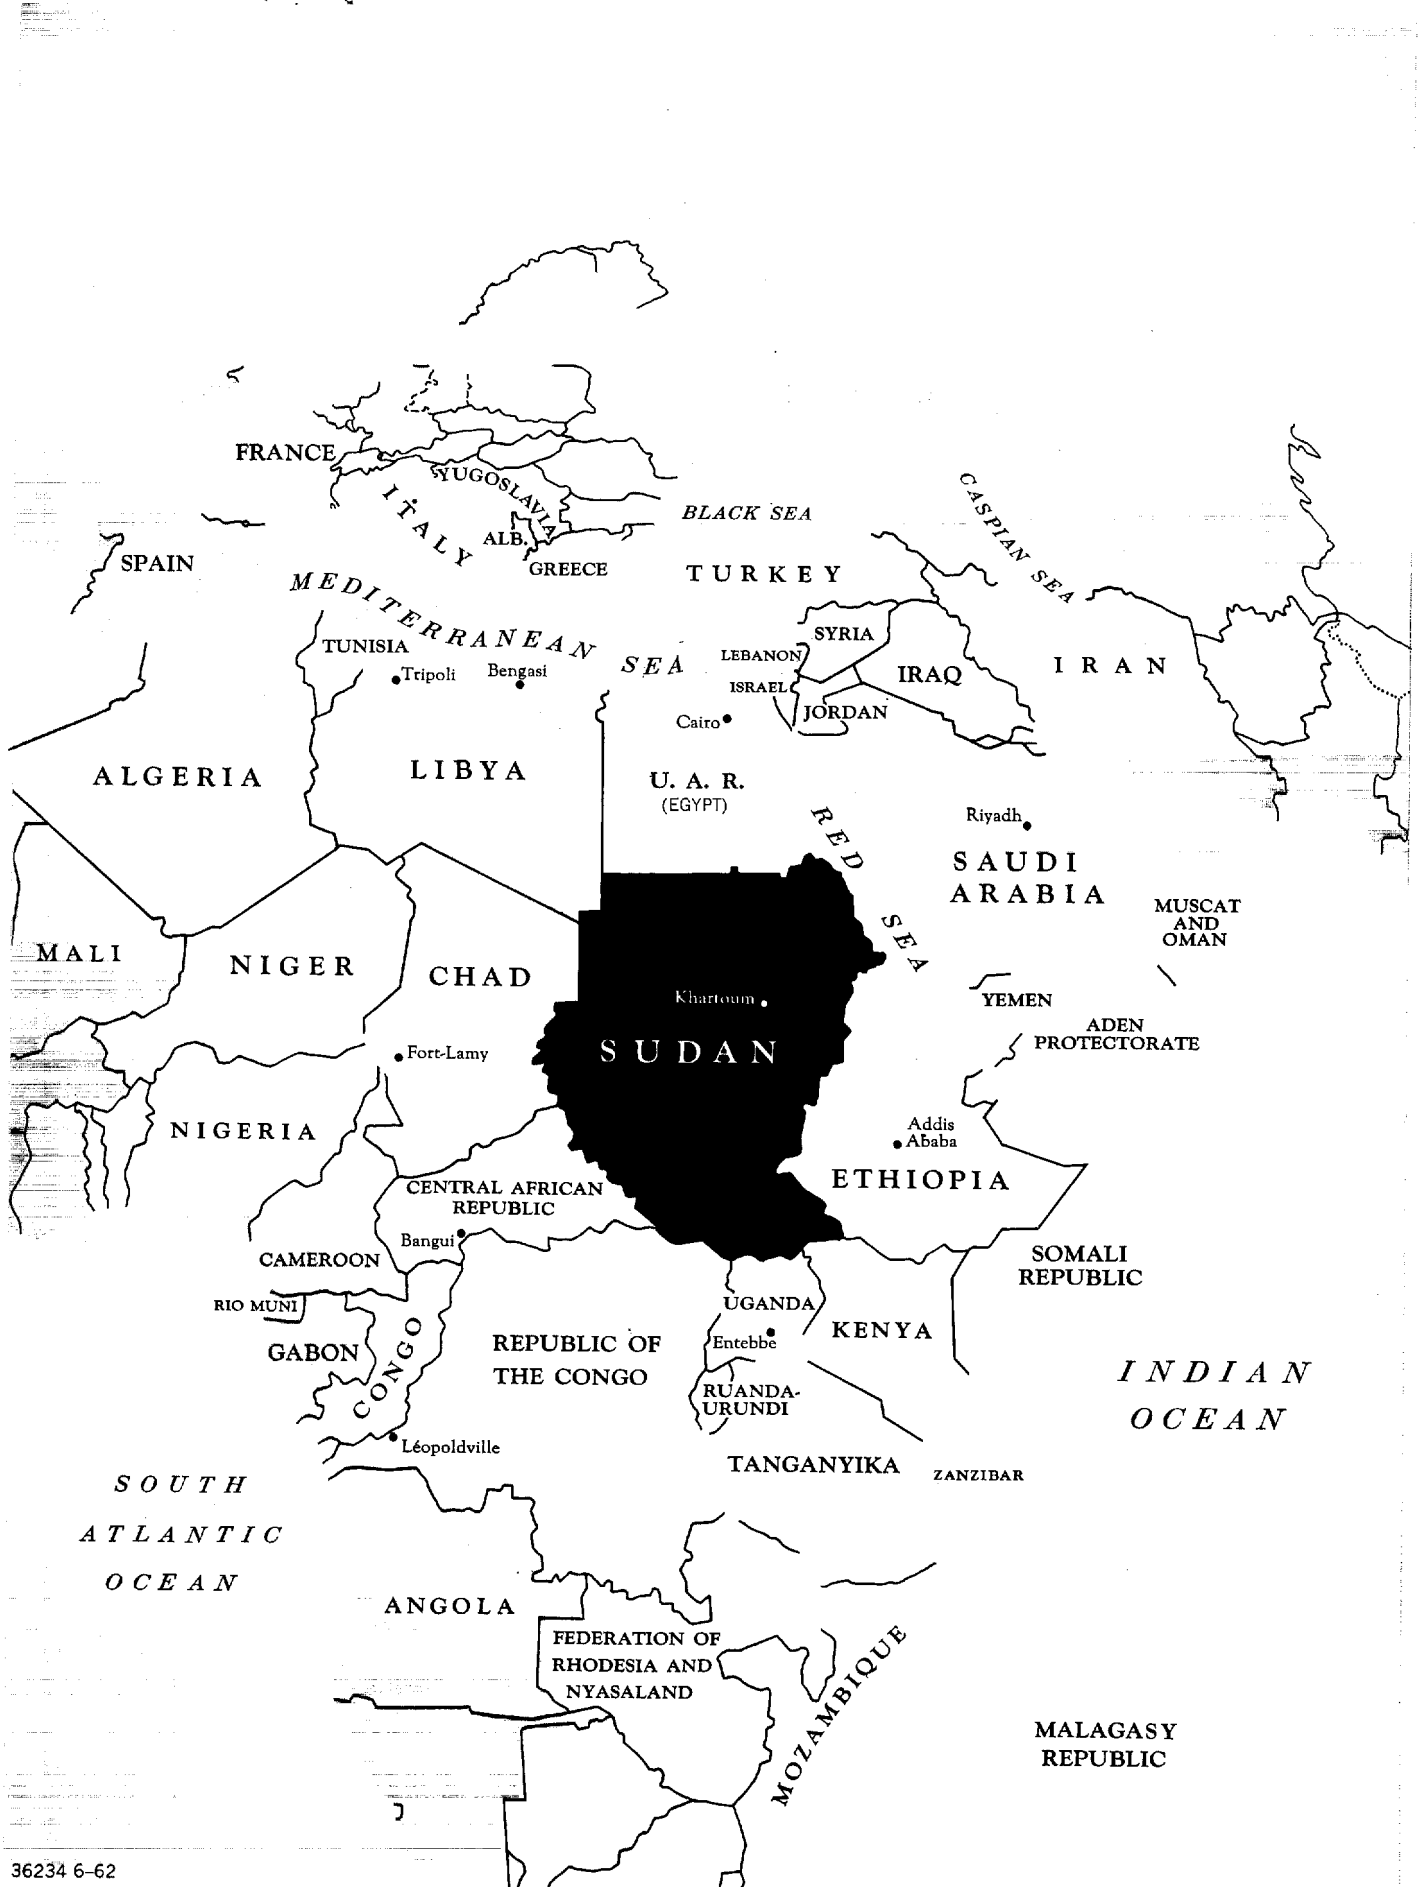 FRANCE
YUGOSLAVIA
ITALY
BLACK SEA
CASPIAN SEA
ALB.
SPAIN
GREECE
TURKEY
MEDITERRANEAN SEA
TUNISIA
SYRIA
LEBANON
Tripoli
Bengasi
IRAQ
IRAN
ISRAEL
JORDAN
Cairo
ALGERIA
LIBYA
U. A. R.
(EGYPT)
RED SEA
Riyadh
SAUDI
ARABIA
MUSCAT
AND
OMAN
MALI
NIGER
CHAD
Khartoum
YEMEN
ADEN
PROTECTORATE
SUDAN
Fort-Lamy
NIGERIA
Addis
Ababa
ETHIOPIA
CENTRAL AFRICAN
REPUBLIC
Bangui
CAMEROON
SOMALI
REPUBLIC
RIO MUNI
UGANDA
KENYA
GABON
CONGO
REPUBLIC OF
THE CONGO
Entebbe
INDIAN
OCEAN
RUANDA-
URUNDI
Léopoldville
TANGANYIKA
ZANZIBAR
SOUTH
ATLANTIC
OCEAN
ANGOLA
FEDERATION OF
RHODESIA AND
NYASALAND
MOZAMBIQUE
MALAGASY
REPUBLIC
36234 6-62